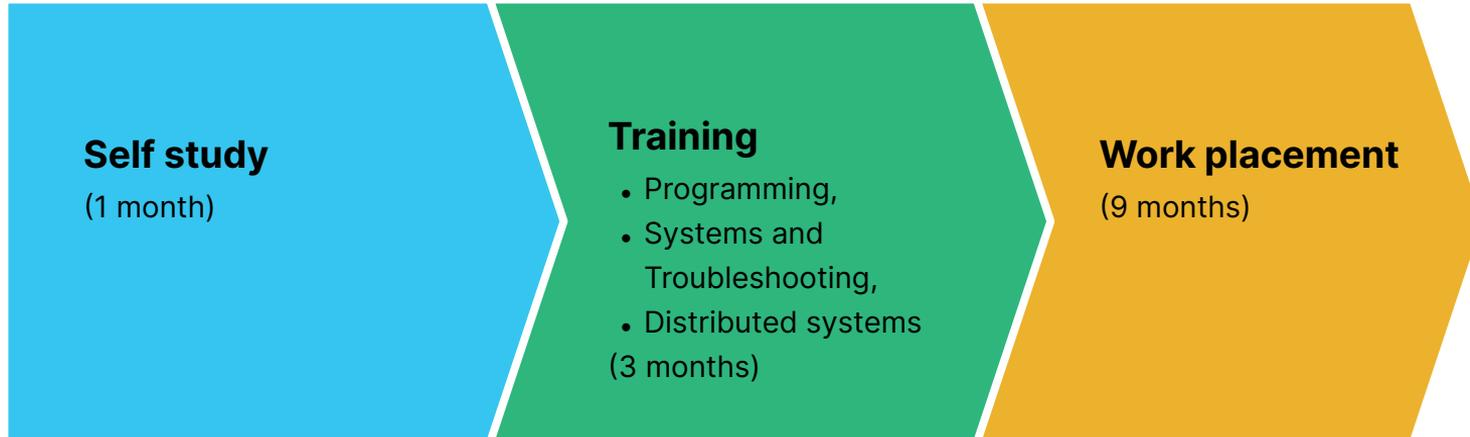 Self study
(1 month)
Training
• Programming,
• Systems and
Troubleshooting,
• Distributed systems
(3 months)
Work placement
(9 months)